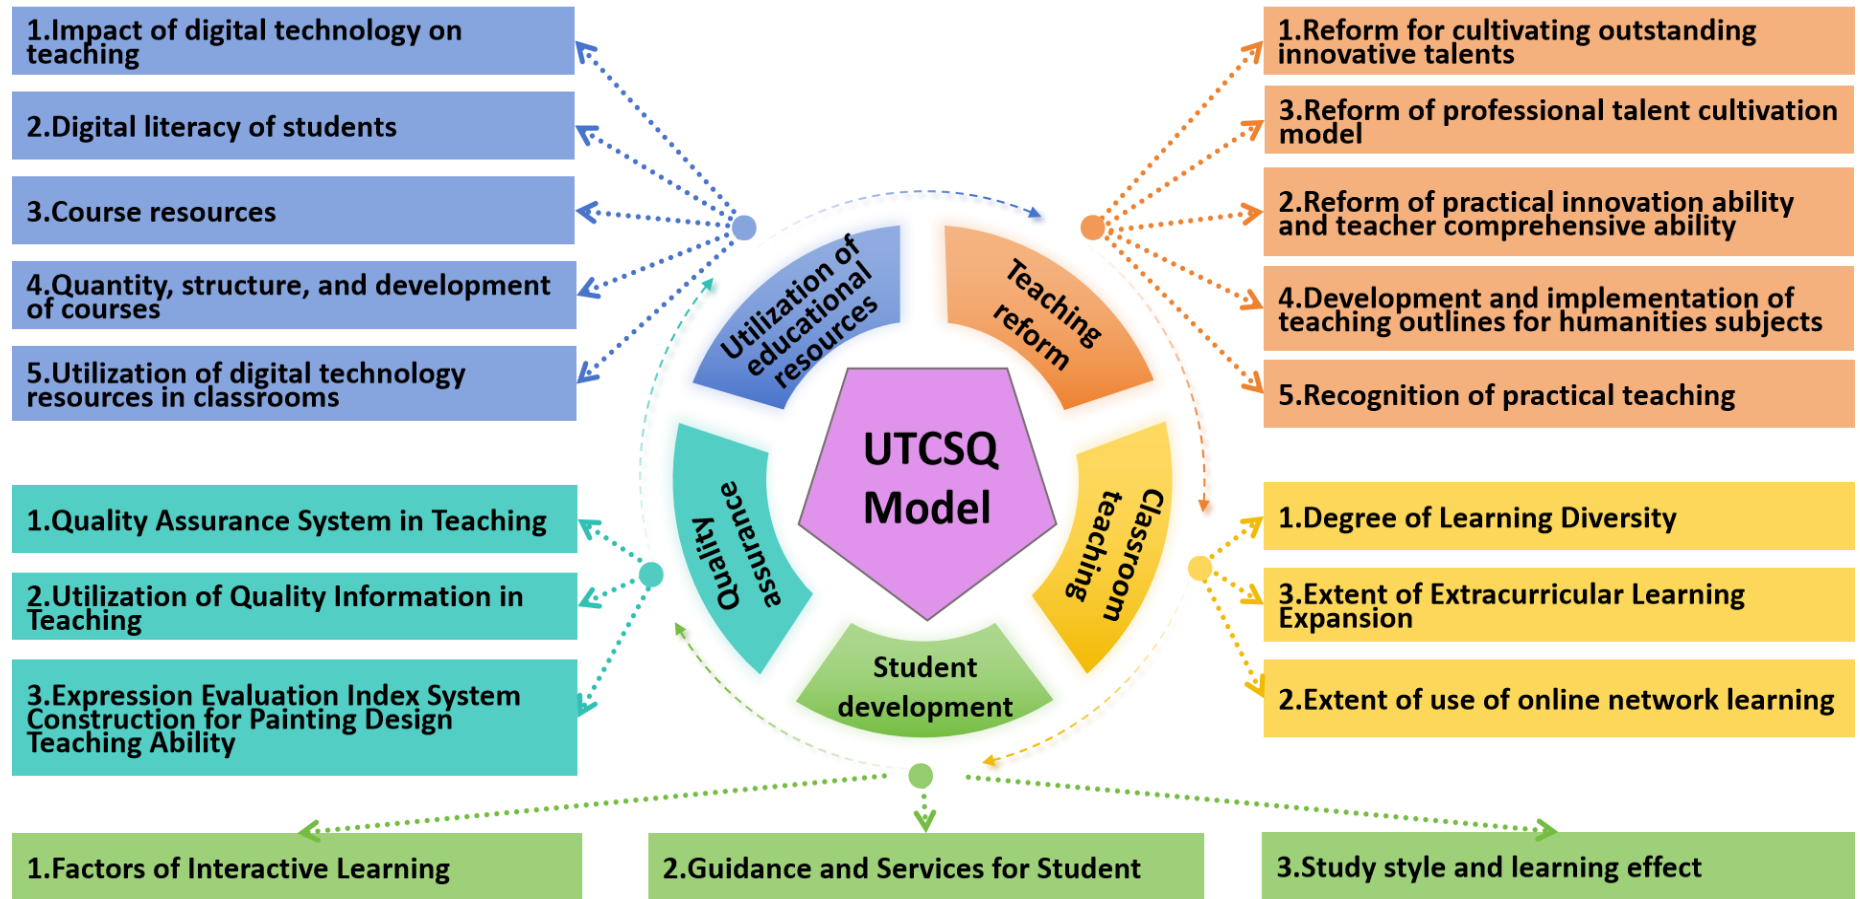 1.Impact of digital technology on
teaching
2.Digital literacy of students
3.Course resources
4.Quantity, structure, and development
of courses
5.Utilization of digital technology
resources in classrooms
1.Reform for cultivating outstanding
innovative talents
3.Reform of professional talent cultivation
model
2.Reform of practical innovation ability
and teacher comprehensive ability
4.Development and implementation of
teaching outlines for humanities subjects
5.Recognition of practical teaching
Utilization of
educational
resources
Teaching
reform
UTCSQ
Model
Quality
assurance
Classroom
teaching
Student
development
1.Quality Assurance System in Teaching
2.Utilization of Quality Information in
Teaching
3.Expression Evaluation Index System
Construction for Painting Design
Teaching Ability
1.Degree of Learning Diversity
3.Extent of Extracurricular Learning
Expansion
2.Extent of use of online network learning
1.Factors of Interactive Learning
2.Guidance and Services for Student
3.Study style and learning effect